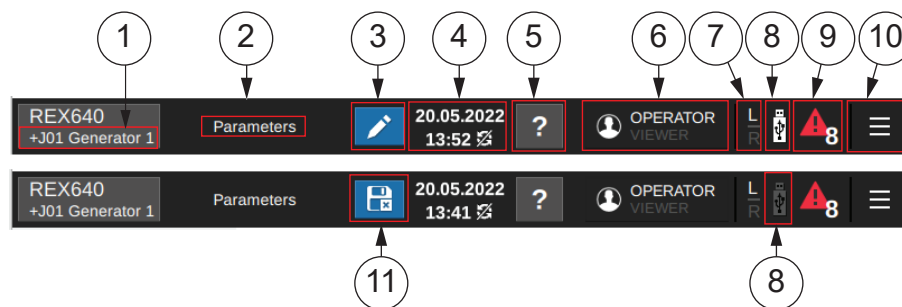 1 2 3 4 5 6 7 8 9 10
REX640
+J01 Generator 1
Parameters
20.05.2022
13:52
?
OPERATOR
VIEWER
L
R
8
REX640
+J01 Generator 1
Parameters
20.05.2022
13:41
?
OPERATOR
VIEWER
L
R
8
11 8